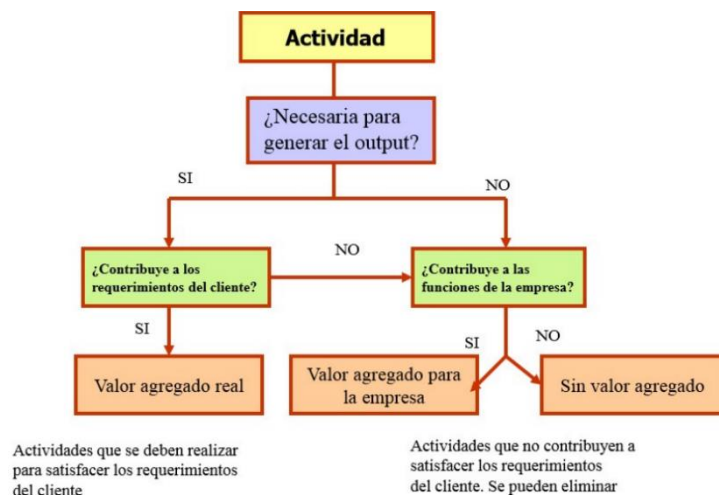 Actividad
¿Necesaria para
generar el output?
SI
NO
¿Contribuye a los
requerimientos del cliente?
NO
¿Contribuye a las
funciones de la empresa?
SI
SI
NO
Valor agregado real
Valor agregado para
la empresa
Sin valor agregado
Actividades que se deben realizar
para satisfacer los requerimientos
del cliente
Actividades que no contribuyen a
satisfacer los requerimientos
del cliente. Se pueden eliminar